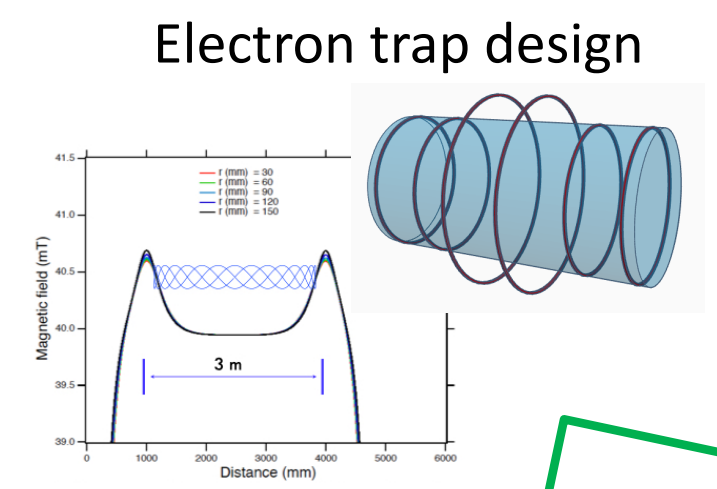 Electron trap design
41.5
41.0
40.5
40.0
39.5
39.0
Magnetic field (mT)
r (mm) = 30
r (mm) = 60
r (mm) = 90
r (mm) = 120
r (mm) = 150
3 m
0 1000 2000 3000 4000 5000 6000
Distance (mm)